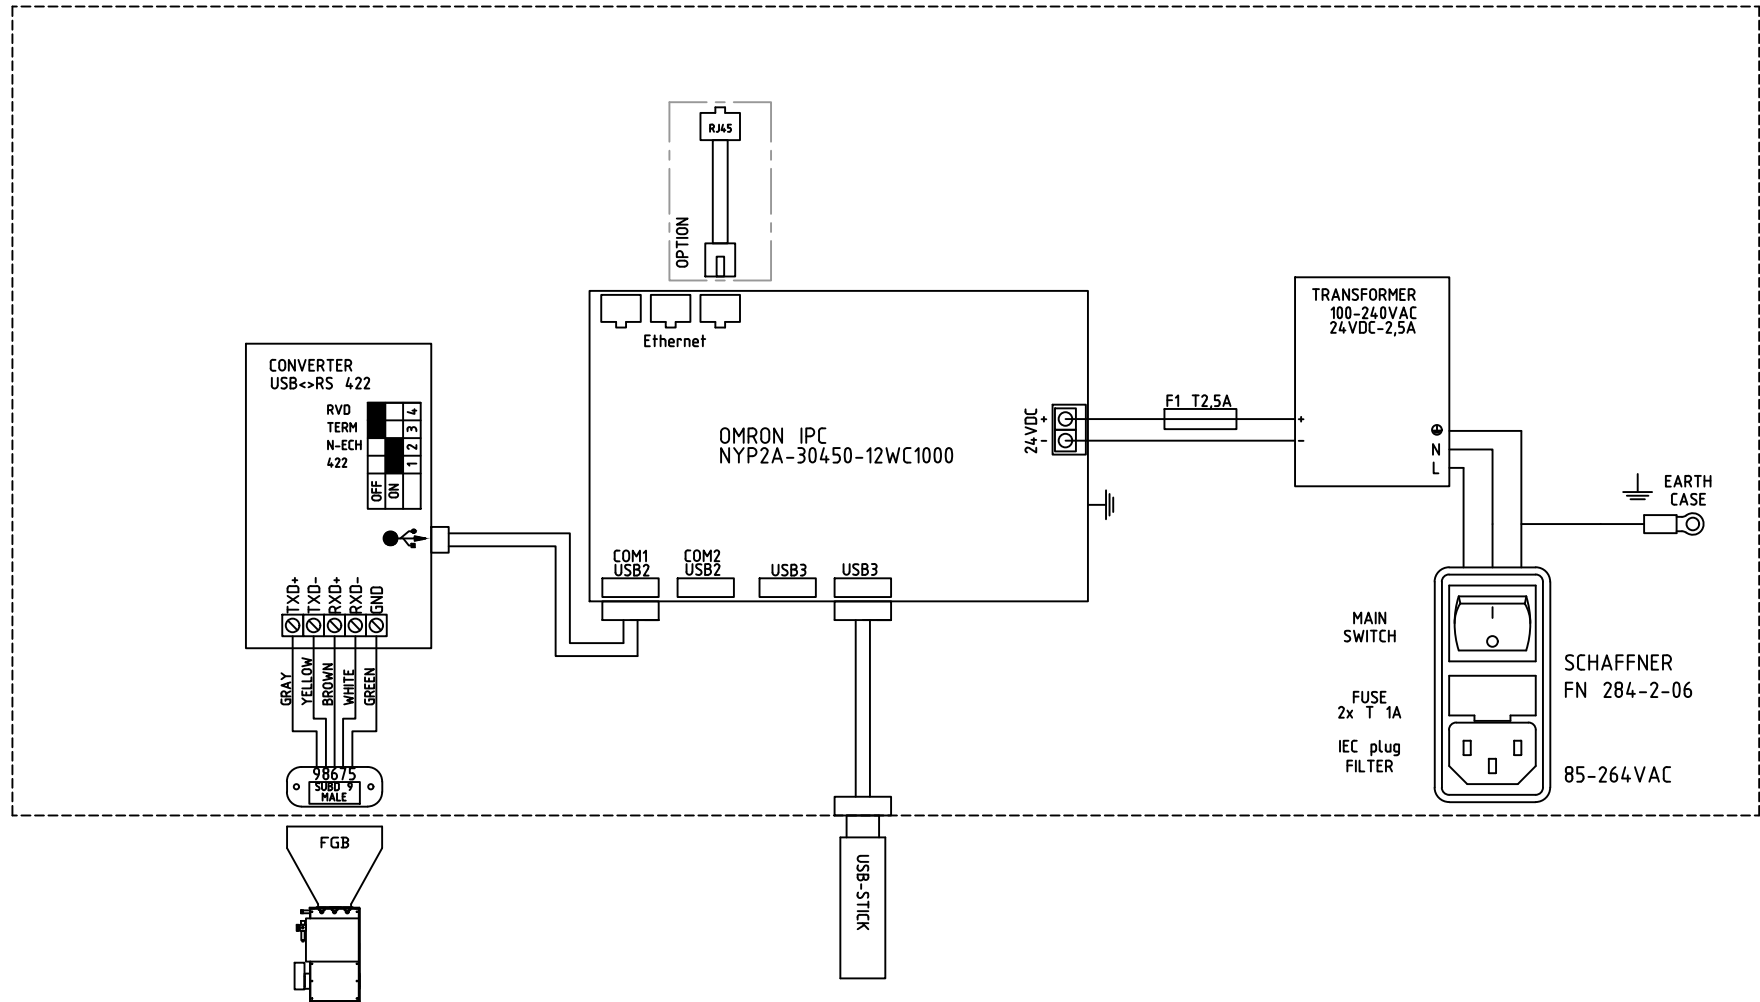 RJ45
OPTION
Ethernet
TRANSFORMER
100-240VAC
24VDC-2,5A
CONVERTER
USB<>RS 422
RVD
TERM
N-ECH
422
4
3
2
1
OFF
ON
OMRON IPC
NYP2A-30450-12WC1000
24VDC
+
-
F1 T2,5A
+
-
N
L
EARTH
CASE
COM1
USB2
COM2
USB2
USB3
USB3
TXD+
TXD-
RXD+
RXD-
GND
GRAY
YELLOW
BROWN
WHITE
GREEN
MAIN
SWITCH
SCHAFFNER
FN 284-2-06
FUSE
2x T 1A
IEC plug
FILTER
85-264VAC
98675
SUBD 9
MALE
FGB
USB-STICK